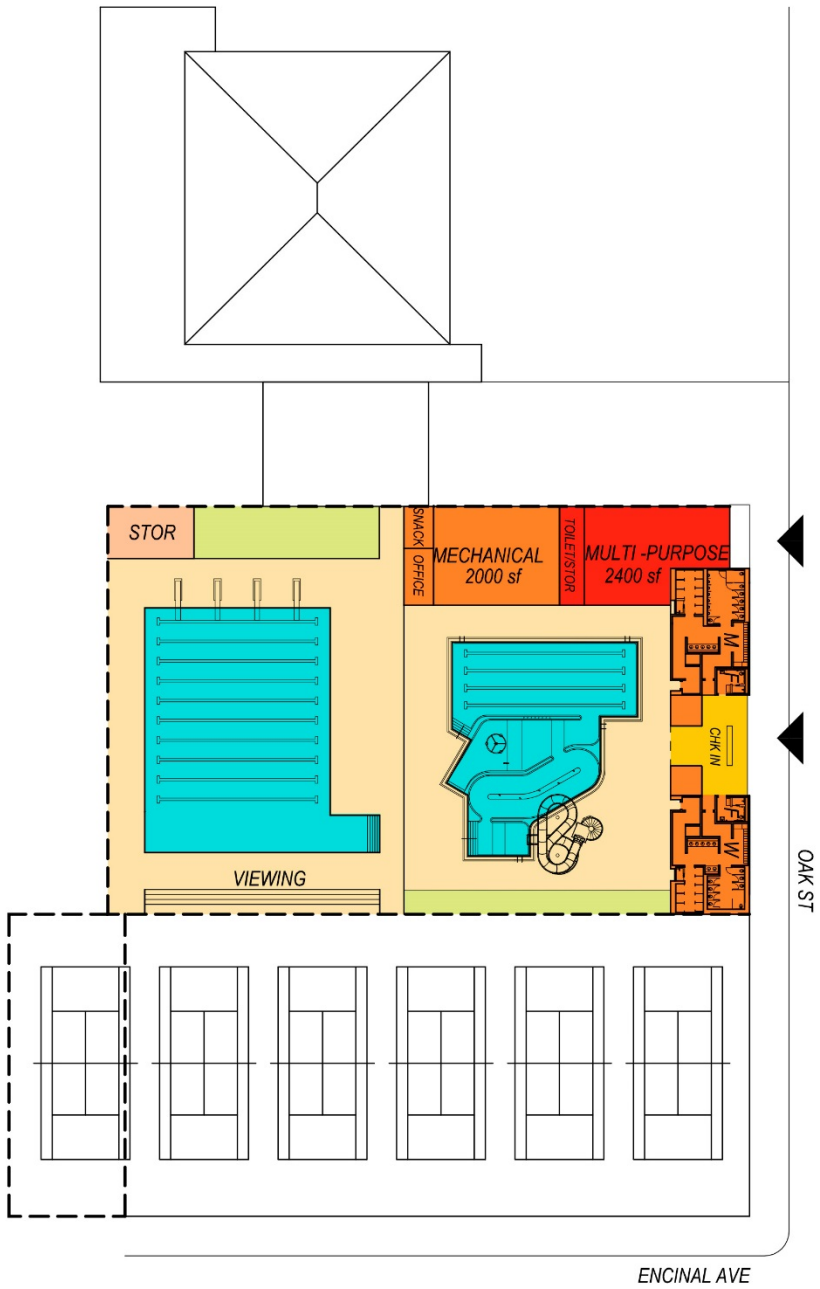 STOR
SNACK
OFFICE
MECHANICAL
2000 sf
TOILET/STOR
MULTI -PURPOSE
2400 sf
M
CHK IN
W
VIEWING
OAK ST
ENCINAL AVE